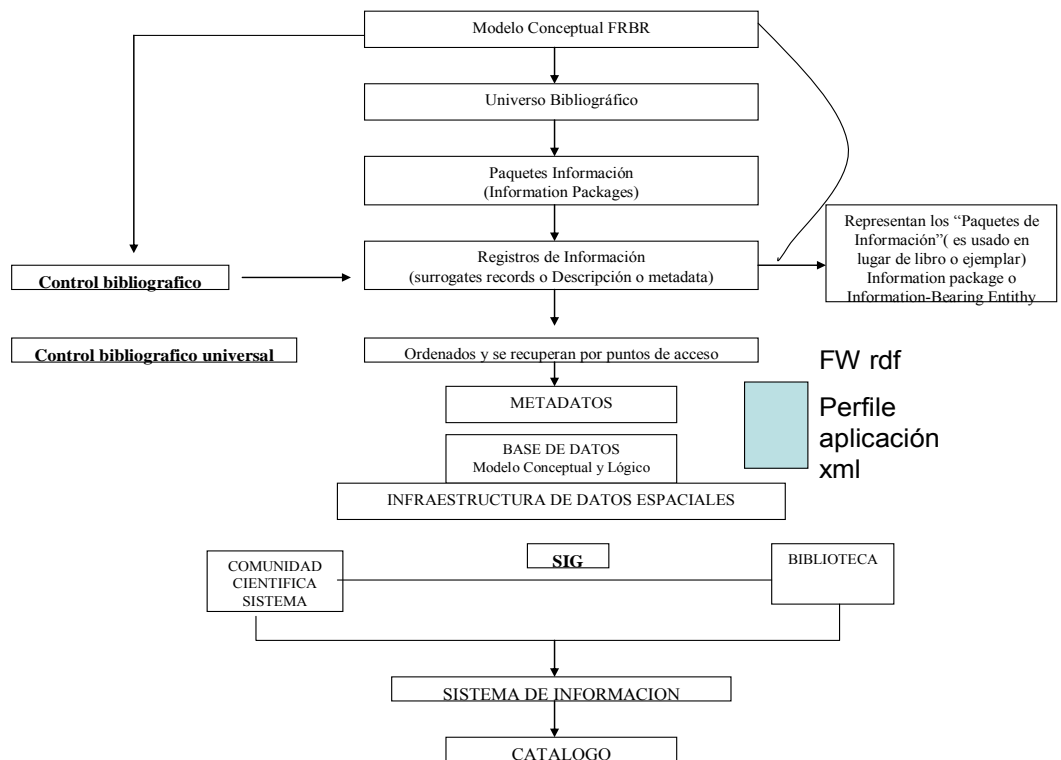 Modelo Conceptual FRBR
Universo Bibliográfico
Paquetes Información
(Information Packages)
Representan los “Paquetes de
Información”( es usado en
lugar de libro o ejemplar)
Information package o
Information-Bearing Entithy
Registros de Información
(surrogates records o Descripción o metadata)
Control bibliografico
Control bibliografico universal
Ordenados y se recuperan por puntos de acceso
FW rdf
Perfile
aplicación
xml
METADATOS
BASE DE DATOS
Modelo Conceptual y Lógico
INFRAESTRUCTURA DE DATOS ESPACIALES
SIG
COMUNIDAD
CIENTIFICA
SISTEMA
BIBLIOTECA
SISTEMA DE INFORMACION
CATALOGO